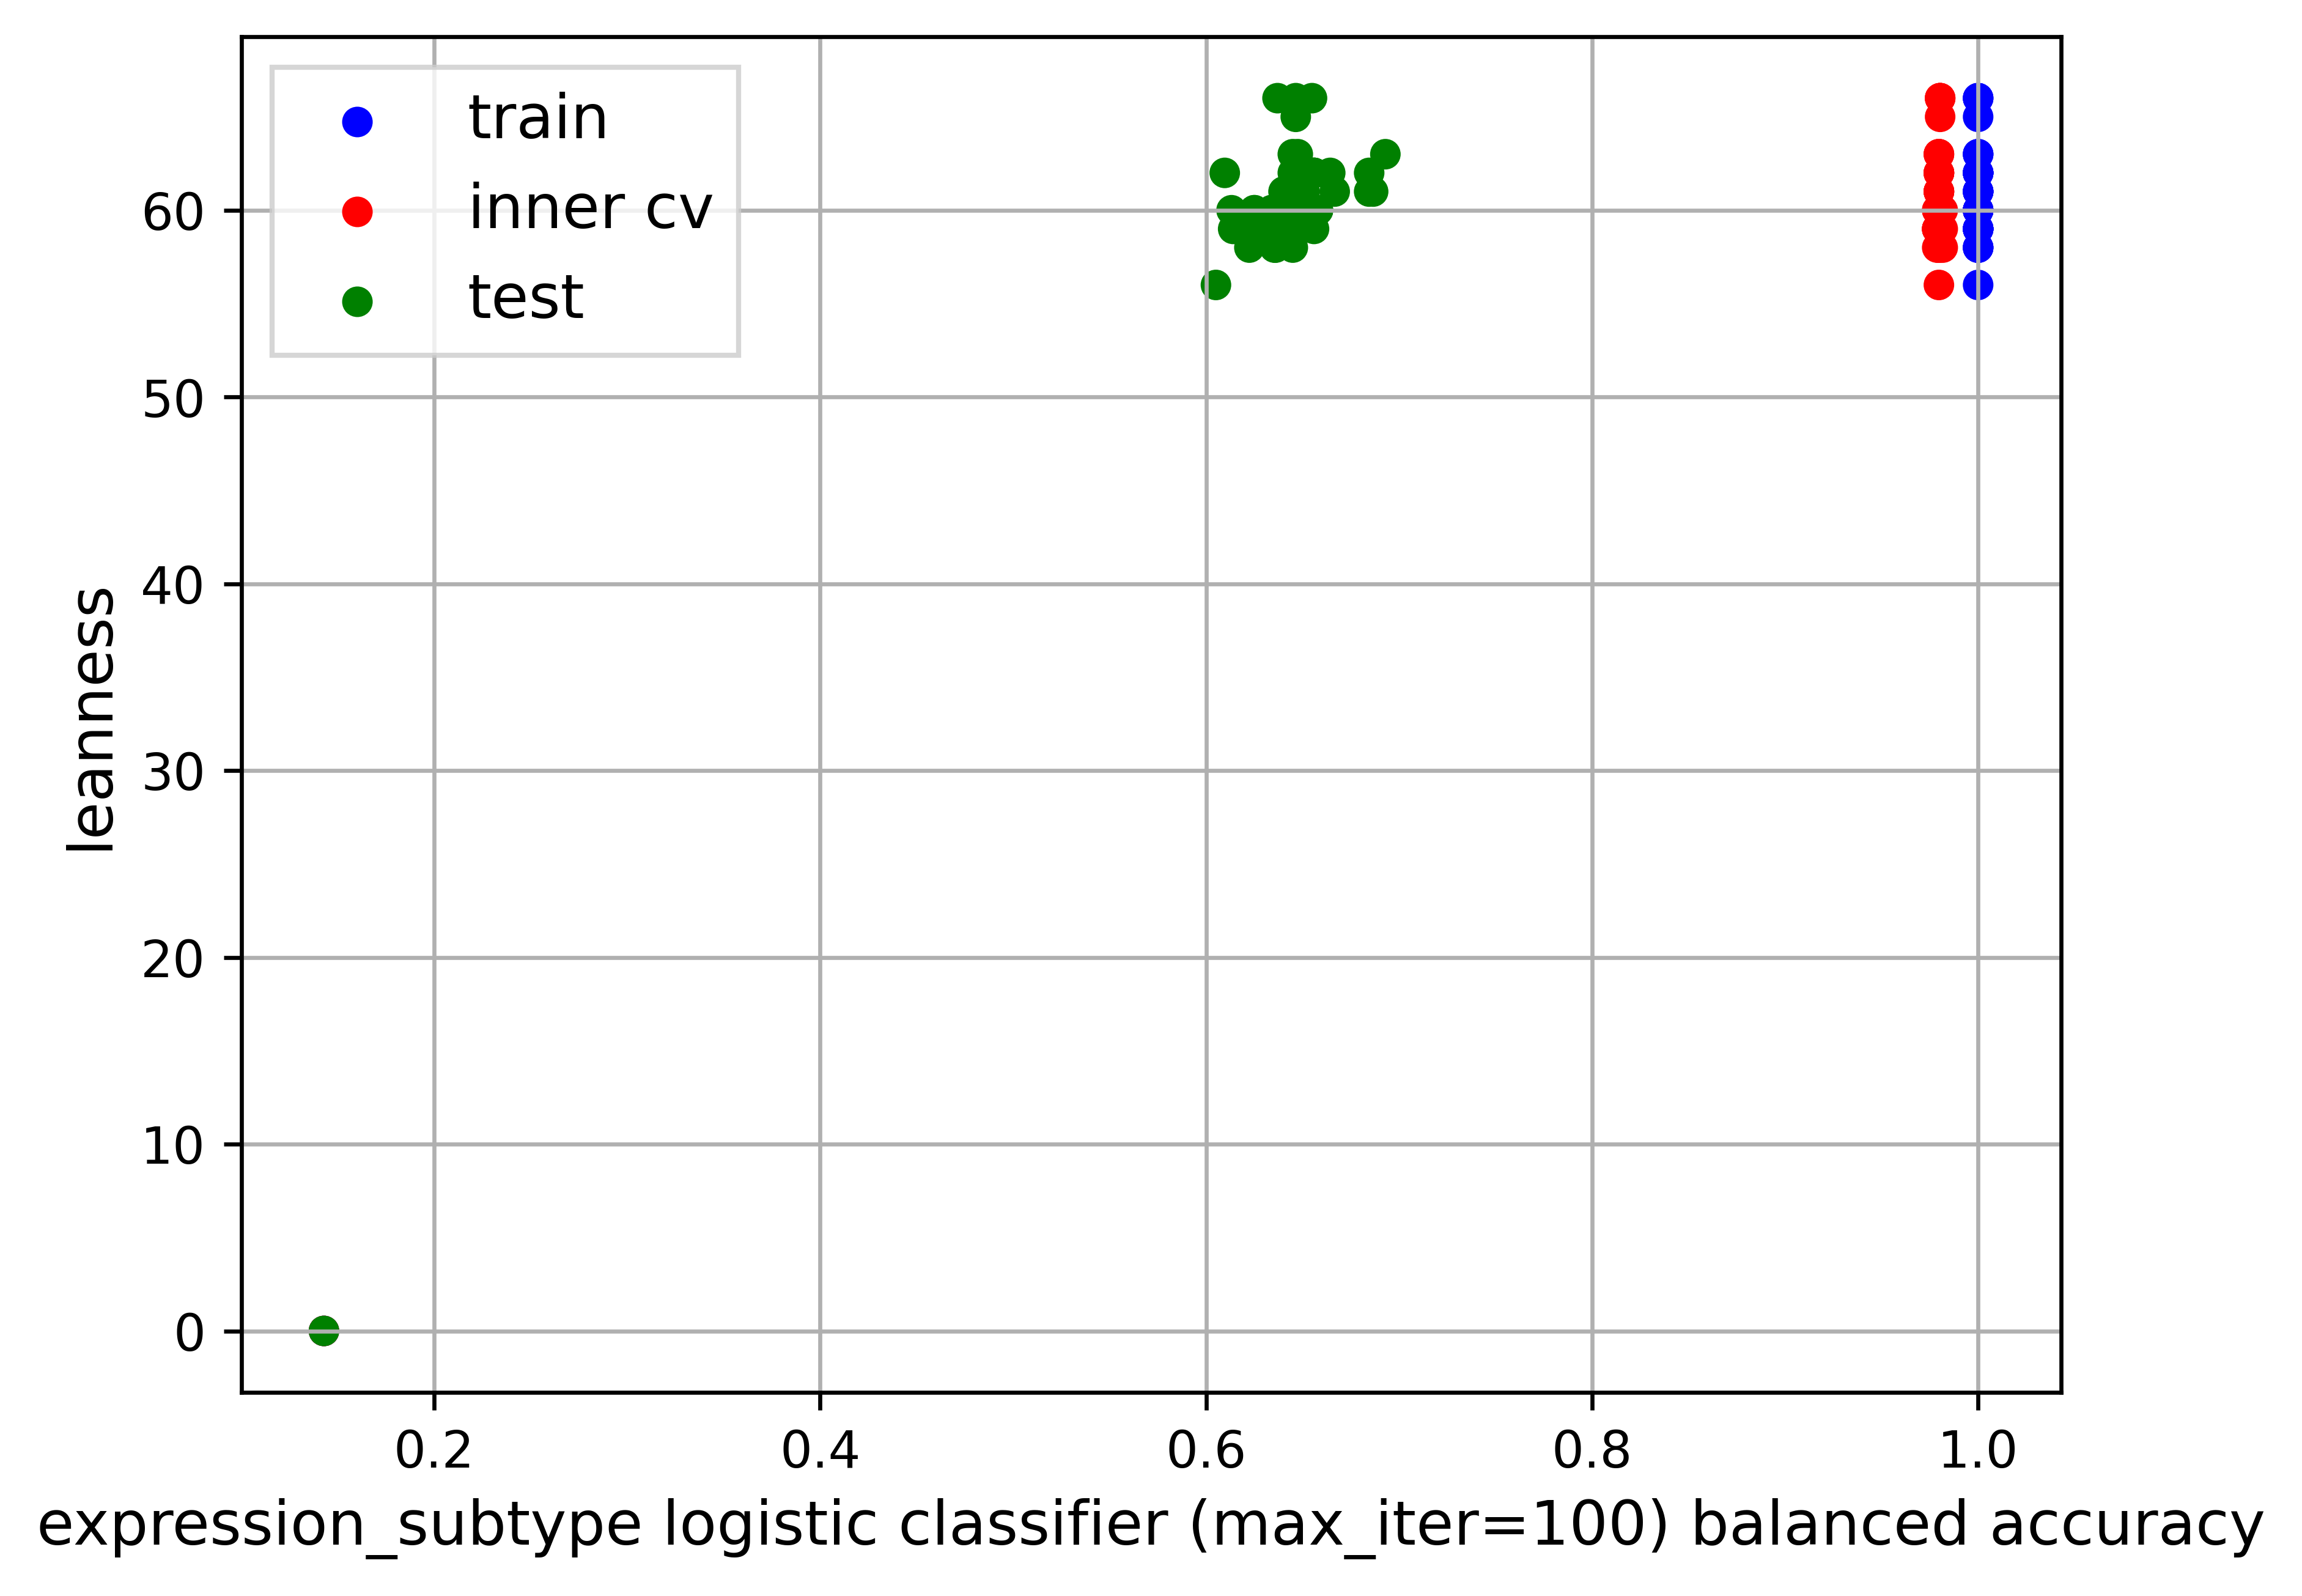 train
inner cv
test
60
50
40
30
20
10
0
leanness
0.2 0.4 0.6 0.8 1.0
expression_subtype logistic classifier (max_iter=100) balanced accuracy